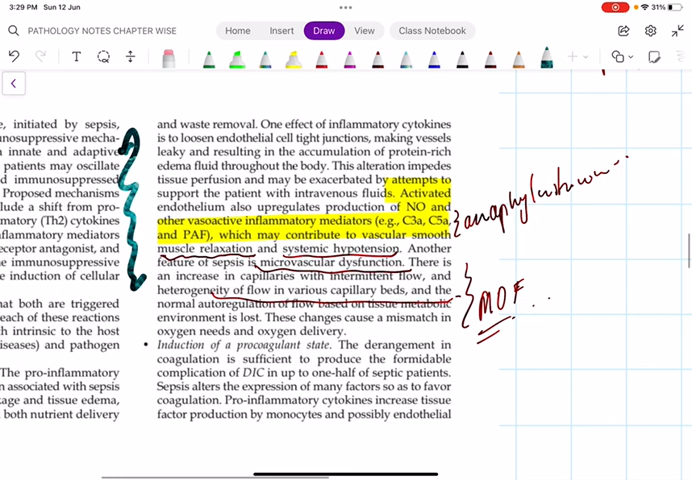 3:29 PM Sun 12 Jun
31%
PATHOLOGY NOTES CHAPTER WISE
Home Insert Draw View Class Notebook
e, initiated by sepsis,
nosuppressive mecha-
n innate and adaptive
patients may oscillate
d immunosuppressed
Proposed mechanisms
lude a shift from pro-
matory (Th2) cytokines
flammatory mediators
eceptor antagonist, and
e immunosuppressive
e induction of cellular
hat both are triggered
each of these reactions
th intrinsic to the host
iseases) and pathogen
The pro-inflammatory
n associated with sepsis
kage and tissue edema,
both nutrient delivery
and waste removal. One effect of inflammatory cytokines
is to loosen endothelial cell tight junctions, making vessels
leaky and resulting in the accumulation of protein-rich
edema fluid throughout the body. This alteration impedes
tissue perfusion and may be exacerbated by attempts to
support the patient with intravenous fluids. Activated
endothelium also upregulates production of NO and
other vasoactive inflammatory mediators (e.g., C3a, C5a,
and PAF), which may contribute to vascular smooth
muscle relaxation and systemic hypotension. Another
feature of sepsis is microvascular dysfunction. There is
an increase in capillaries with intermittent flow, and
heterogeneity of flow in various capillary beds, and the
normal autoregulation of flow based on tissue metabolic
environment is lost. These changes cause a mismatch in
oxygen needs and oxygen delivery.
• Induction of a procoagulant state. The derangement in
coagulation is sufficient to produce the formidable
complication of DIC in up to one-half of septic patients.
Sepsis alters the expression of many factors so as to favor
coagulation. Pro-inflammatory cytokines increase tissue
factor production by monocytes and possibly endothelial
MOF